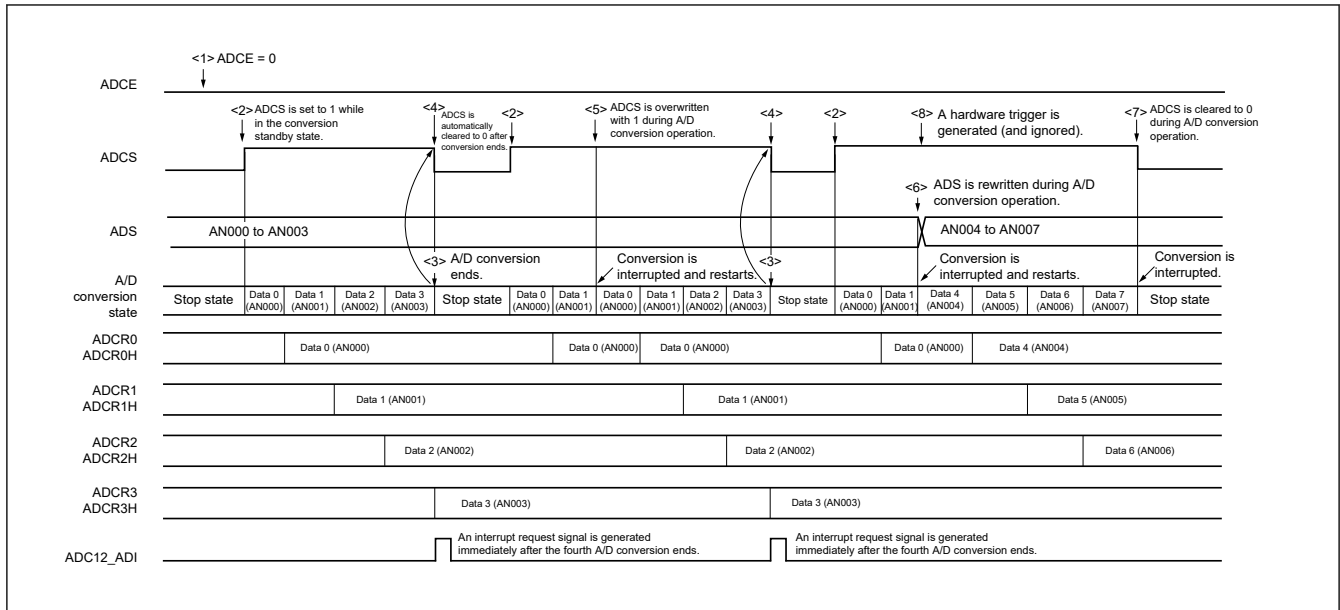 <1> ADCE = 0
ADCE
<2> ADCS is set to 1 while
in the conversion
standby state.
<4>
ADCS is
automatically
cleared to 0 after
conversion ends.
<2>
<5> ADCS is overwritten
with 1 during A/D
conversion operation.
<4>
<2>
<8> A hardware trigger is
generated (and ignored).
<7> ADCS is cleared to 0
during A/D conversion
operation.
ADCS
<6> ADS is rewritten during A/D
conversion operation.
ADS
AN000 to AN003
AN004 to AN007
<3> A/D conversion
ends.
Conversion is
interrupted and restarts.
<3>
Conversion is
interrupted and restarts.
Conversion is
interrupted.
A/D
conversion
state
Stop state
Data 0
(AN000)
Data 1
(AN001)
Data 2
(AN002)
Data 3
(AN003)
Stop state
Data 0
(AN000)
Data 1
(AN001)
Data 0
(AN000)
Data 1
(AN001)
Data 2
(AN002)
Data 3
(AN003)
Stop state
Data 0
(AN000)
Data 1
(AN001)
Data 4
(AN004)
Data 5
(AN005)
Data 6
(AN006)
Data 7
(AN007)
Stop state
ADCR0
ADCR0H
Data 0 (AN000)
Data 0 (AN000)
Data 0 (AN000)
Data 0 (AN000)
Data 4 (AN004)
ADCR1
ADCR1H
Data 1 (AN001)
Data 1 (AN001)
Data 5 (AN005)
ADCR2
ADCR2H
Data 2 (AN002)
Data 2 (AN002)
Data 6 (AN006)
ADCR3
ADCR3H
Data 3 (AN003)
Data 3 (AN003)
ADC12_ADI
An interrupt request signal is generated
immediately after the fourth A/D conversion ends.
An interrupt request signal is generated
immediately after the fourth A/D conversion ends.